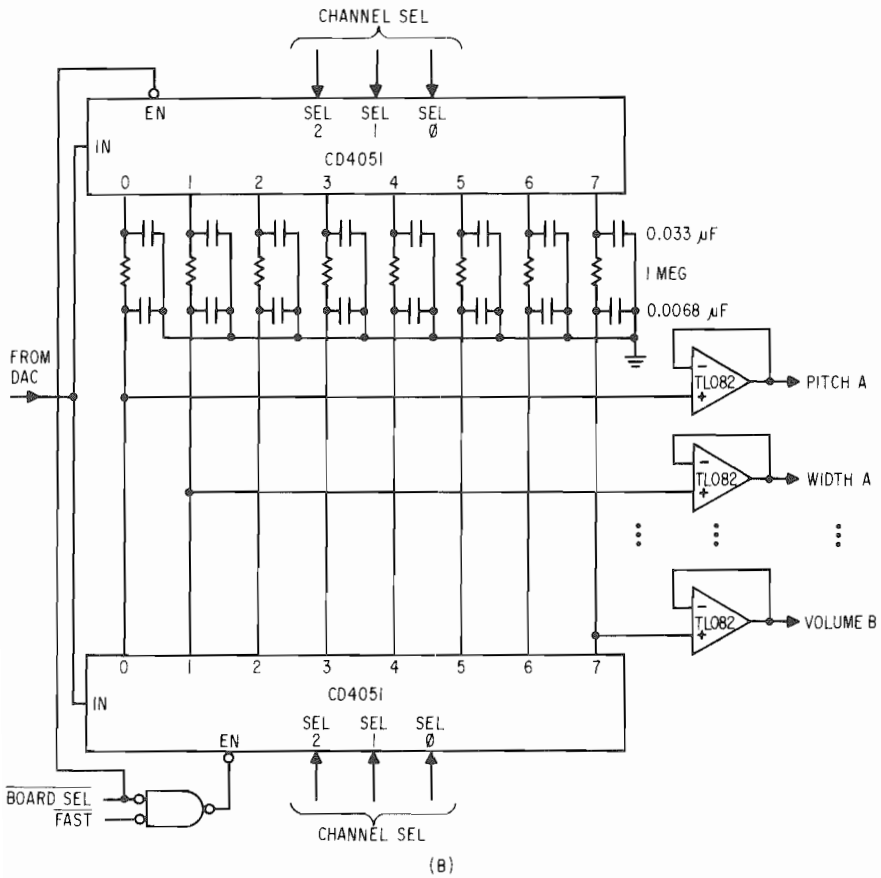 CHANNEL SEL
EN
SEL 2
SEL 1
SEL Ø
IN
CD4051
0 1 2 3 4 5 6 7
0.033 µF
1 MEG
0.0068 µF
FROM DAC
- TL082 +
PITCH A
- TL082 +
WIDTH A
- TL082 +
VOLUME B
0 1 2 3 4 5 6 7
CD4051
IN
EN
SEL 2
SEL 1
SEL Ø
BOARD SEL
FAST
CHANNEL SEL
(B)